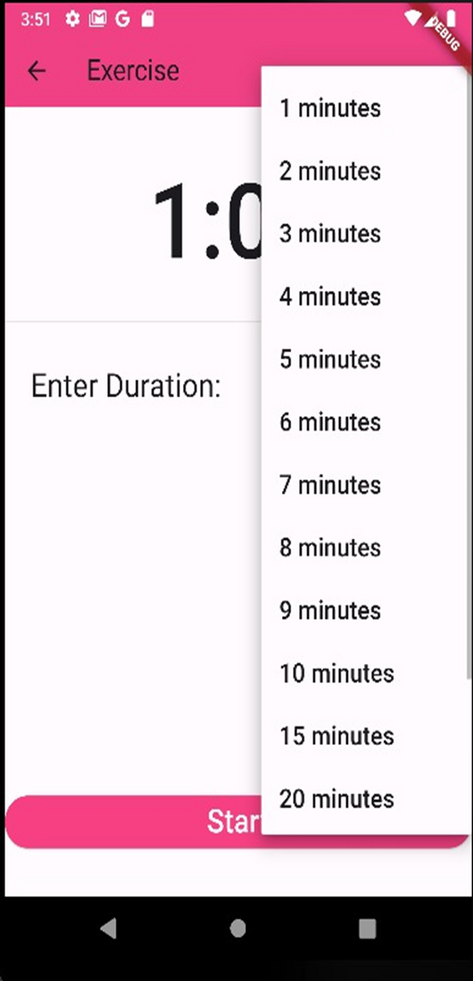 3:51
DEBUG
Exercise
1:0
Enter Duration:
1 minutes
2 minutes
3 minutes
4 minutes
5 minutes
6 minutes
7 minutes
8 minutes
9 minutes
10 minutes
15 minutes
20 minutes
Star